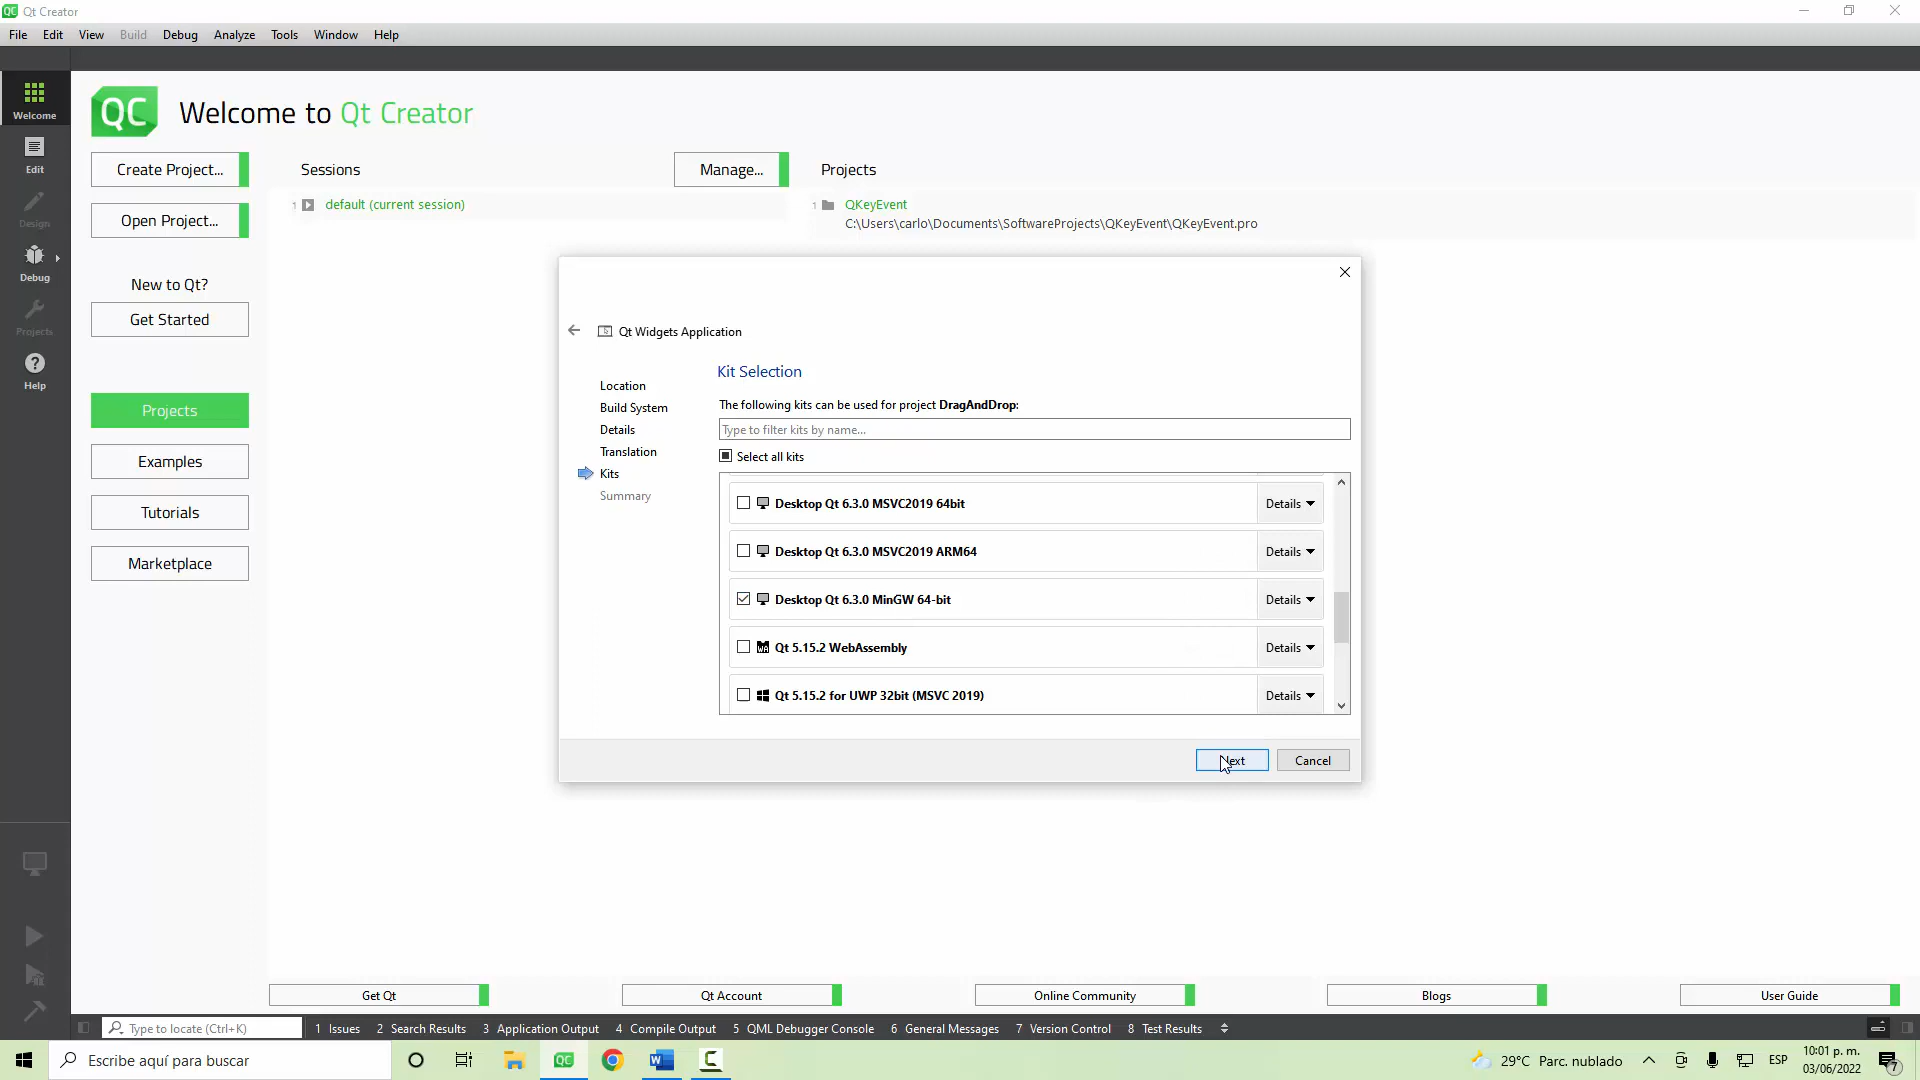 Qt Creator
File Edit View Build Debug Analyze Tools Window Help
Welcome
Edit
Design
Debug
Projects
Help
QC Welcome to Qt Creator
Create Project...
Open Project...
New to Qt?
Get Started
Projects
Examples
Tutorials
Marketplace
Sessions Manage... Projects
1 default (current session)
1 QKeyEvent
C:\Users\carlo\Documents\SoftwareProjects\QKeyEvent\QKeyEvent.pro
Qt Widgets Application
Location
Build System
Details
Translation
Kits
Summary
Kit Selection
The following kits can be used for project DragAndDrop:
Type to filter kits by name...
Select all kits
Desktop Qt 6.3.0 MSVC2019 64bit Details
Desktop Qt 6.3.0 MSVC2019 ARM64 Details
Desktop Qt 6.3.0 MinGW 64-bit Details
Qt 5.15.2 WebAssembly Details
Qt 5.15.2 for UWP 32bit (MSVC 2019) Details
Next Cancel
Get Qt Qt Account Online Community Blogs User Guide
Type to locate (Ctrl+K) 1 Issues 2 Search Results 3 Application Output 4 Compile Output 5 QML Debugger Console 6 General Messages 7 Version Control 8 Test Results
Escribe aquí para buscar
29°C Parc. nublado ESP
10:01 p. m.
03/06/2022
7